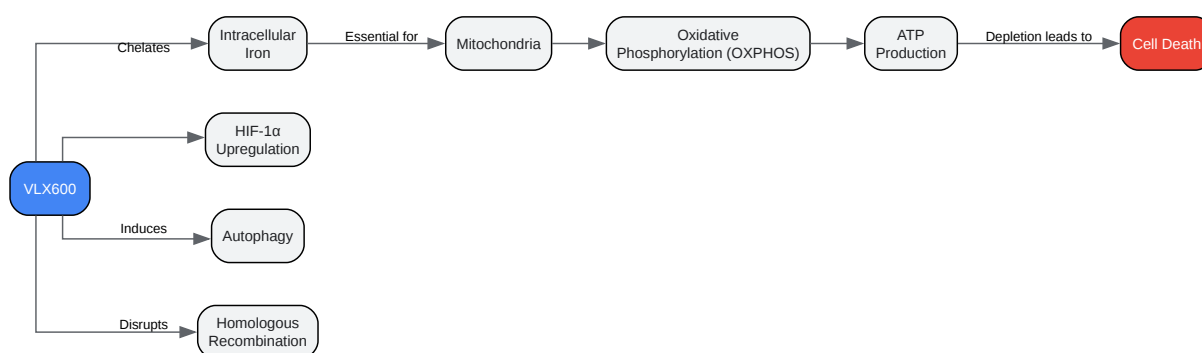 Chelates
Intracellular
Iron
Essential for
Mitochondria
Oxidative
Phosphorylation (OXPHOS)
ATP
Production
Depletion leads to
Cell Death
HIF-1α
Upregulation
VLX600
Induces
Autophagy
Disrupts
Homologous
Recombination